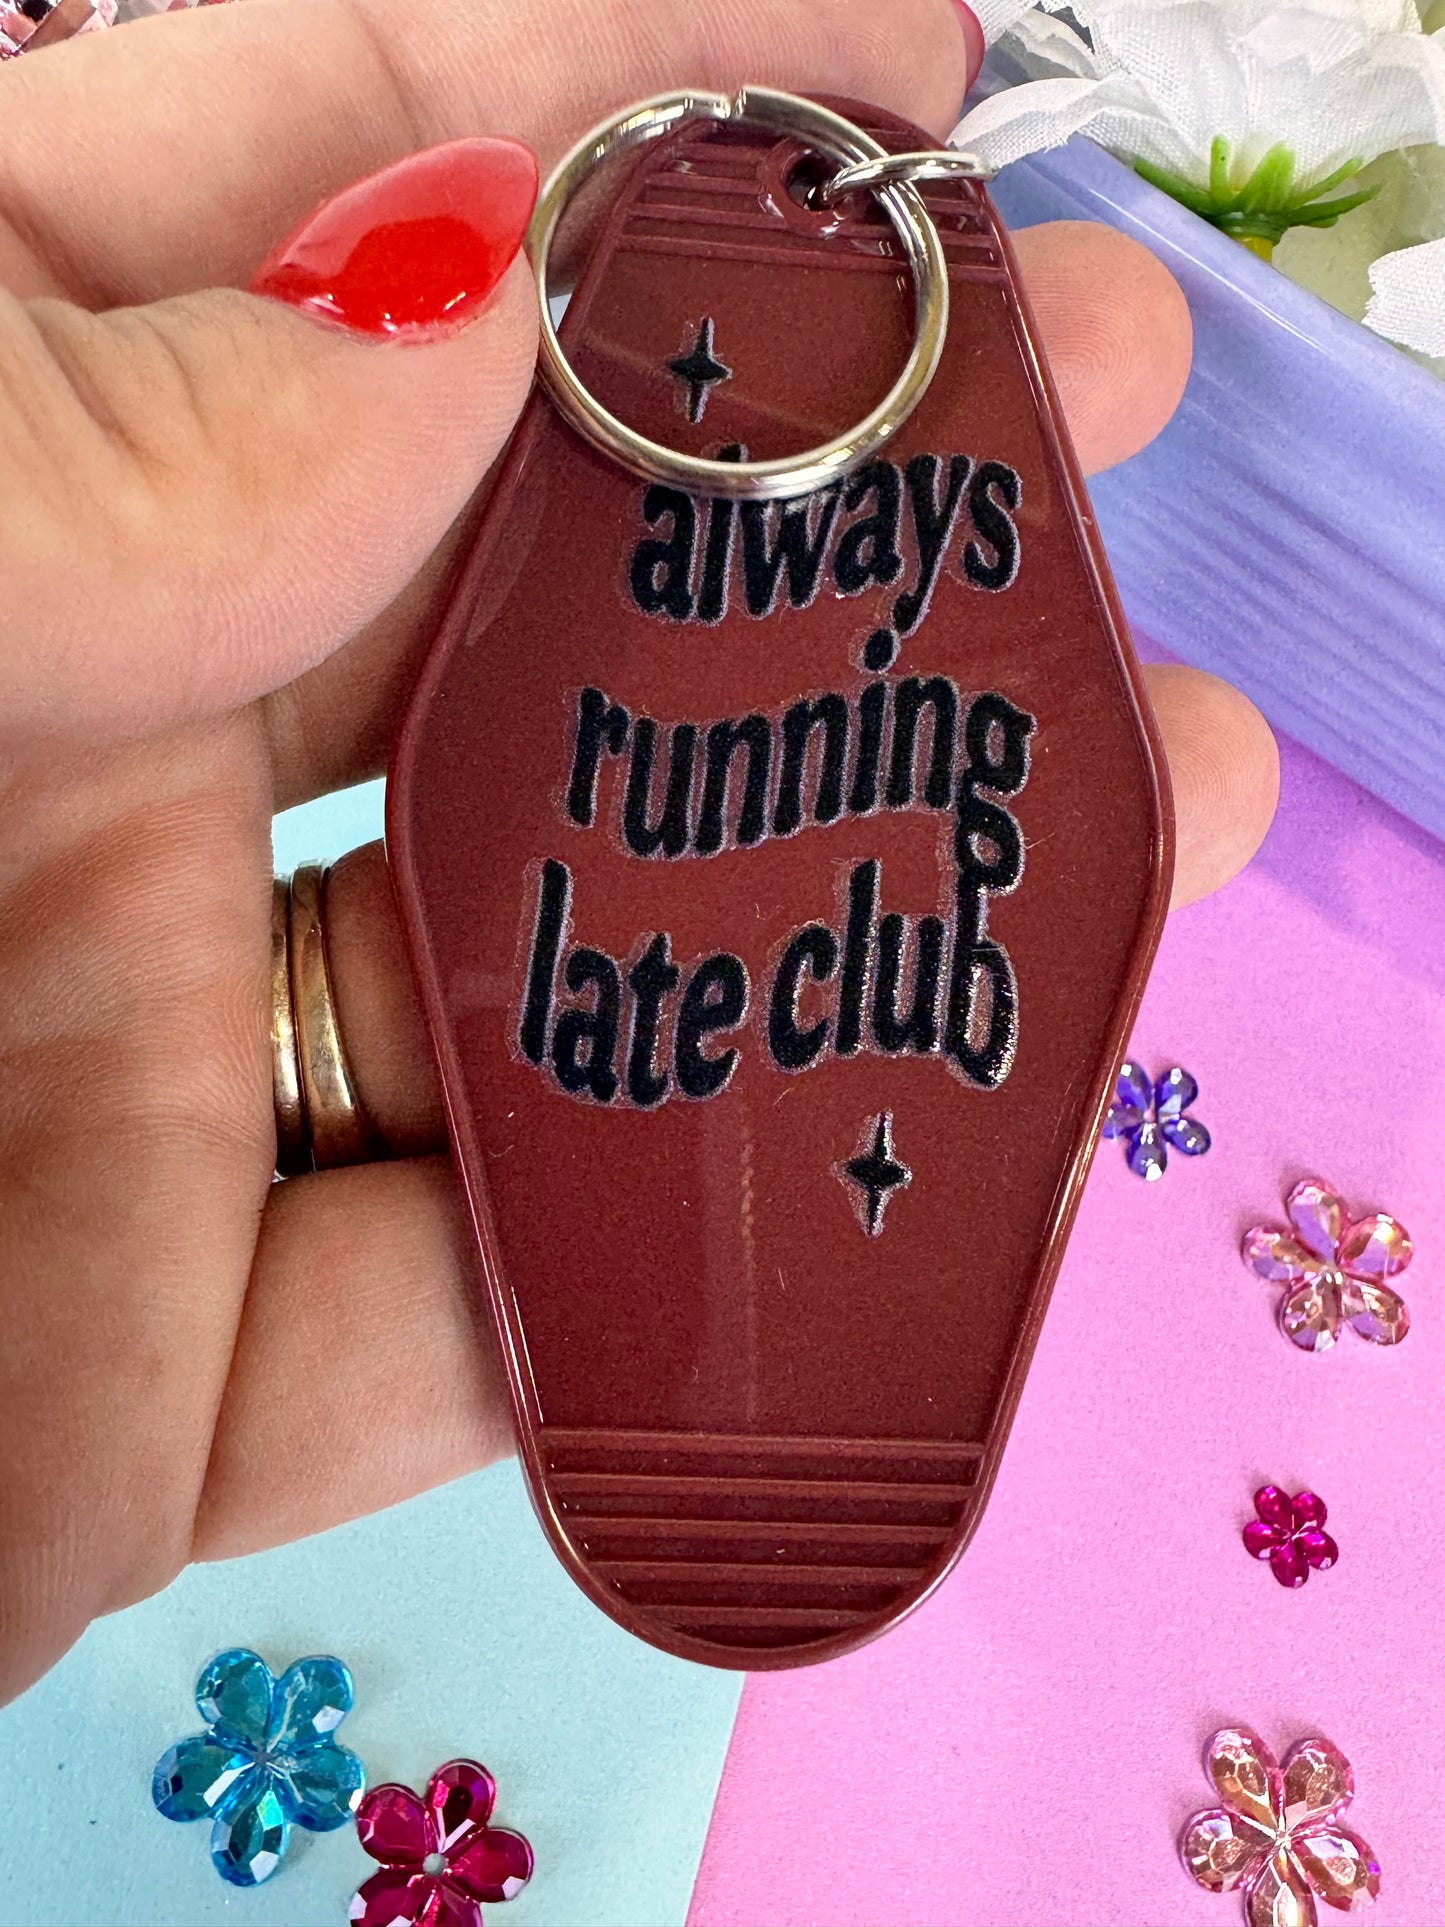 always
running
late club